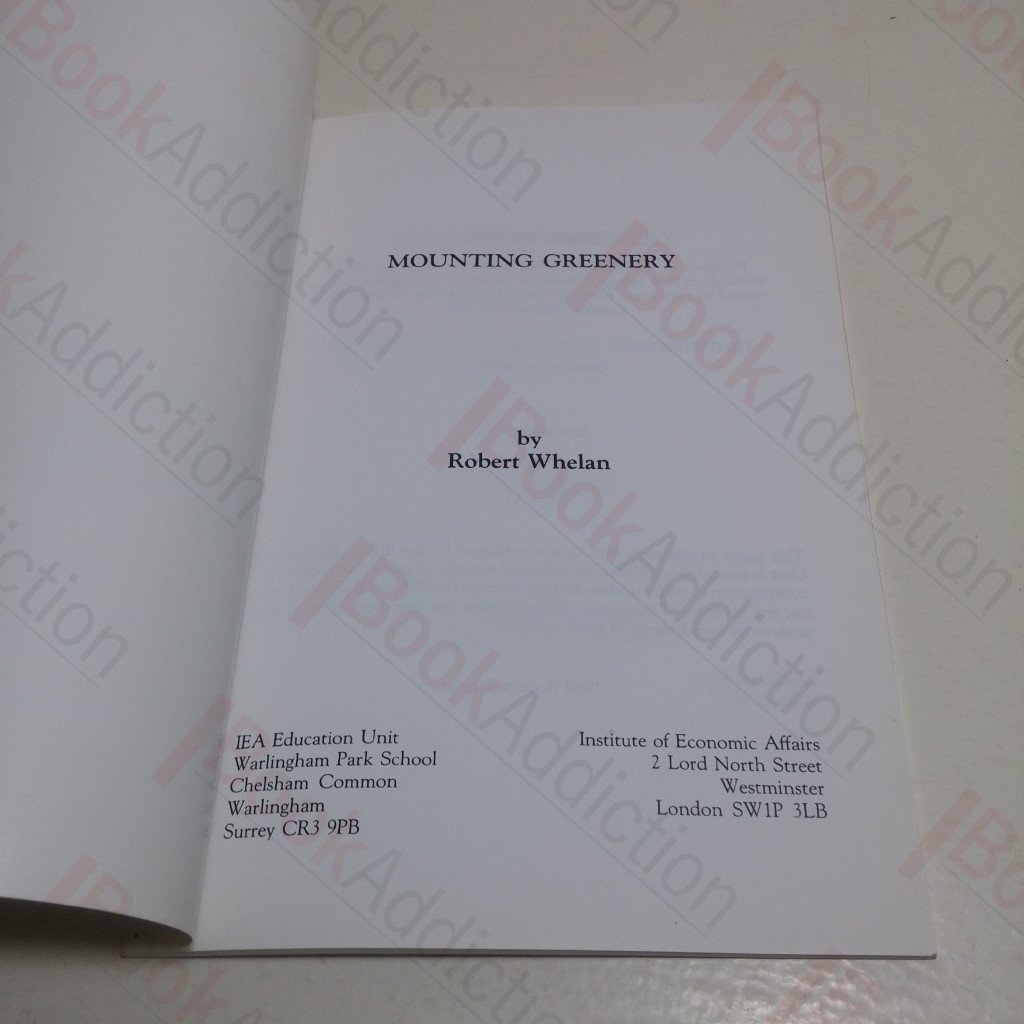 MOUNTING GREENERY
by
Robert Whelan
IEA Education Unit
Warlingham Park School
Chelsham Common
Warlingham
Surrey CR3 9PB
Institute of Economic Affairs
2 Lord North Street
Westminster
London SW1P 3LB
BookAddiction